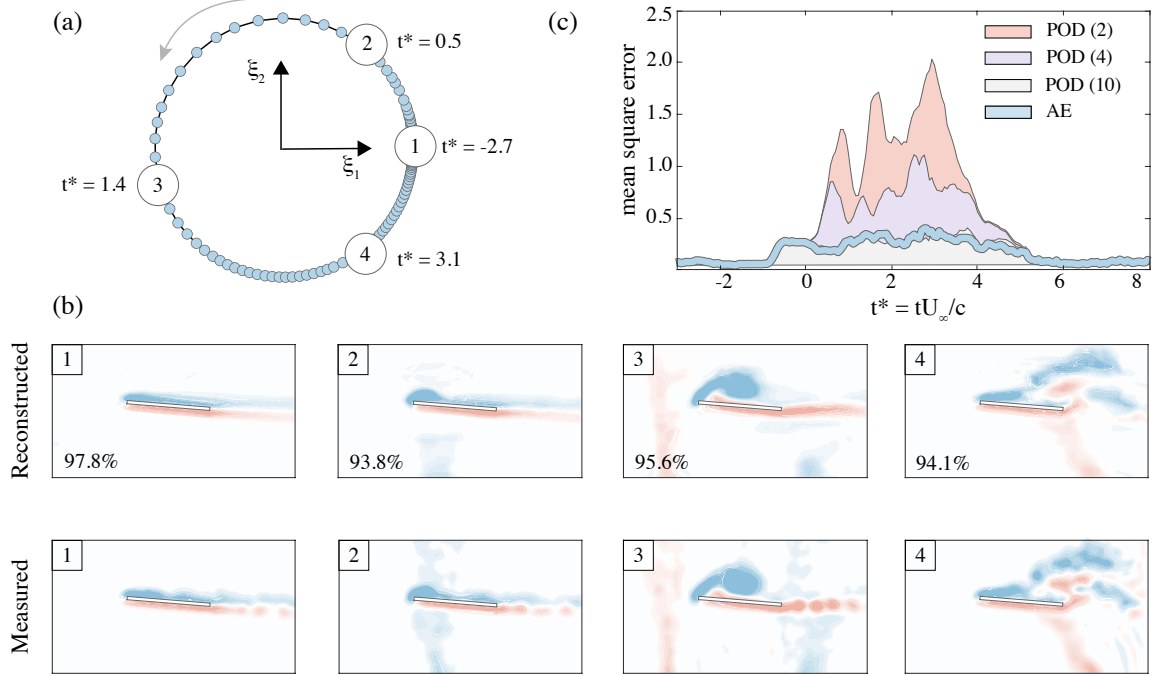 (a)
ξ2
ξ1
1
t* = -2.7
2
t* = 0.5
3
t* = 1.4
4
t* = 3.1
(c)
mean square error
2.5
2.0
1.5
1.0
0.5
POD (2)
POD (4)
POD (10)
AE
-2
0
2
4
6
8
t* = tU∞/c
(b)
Reconstructed
1
97.8%
2
93.8%
3
95.6%
4
94.1%
Measured
1
2
3
4